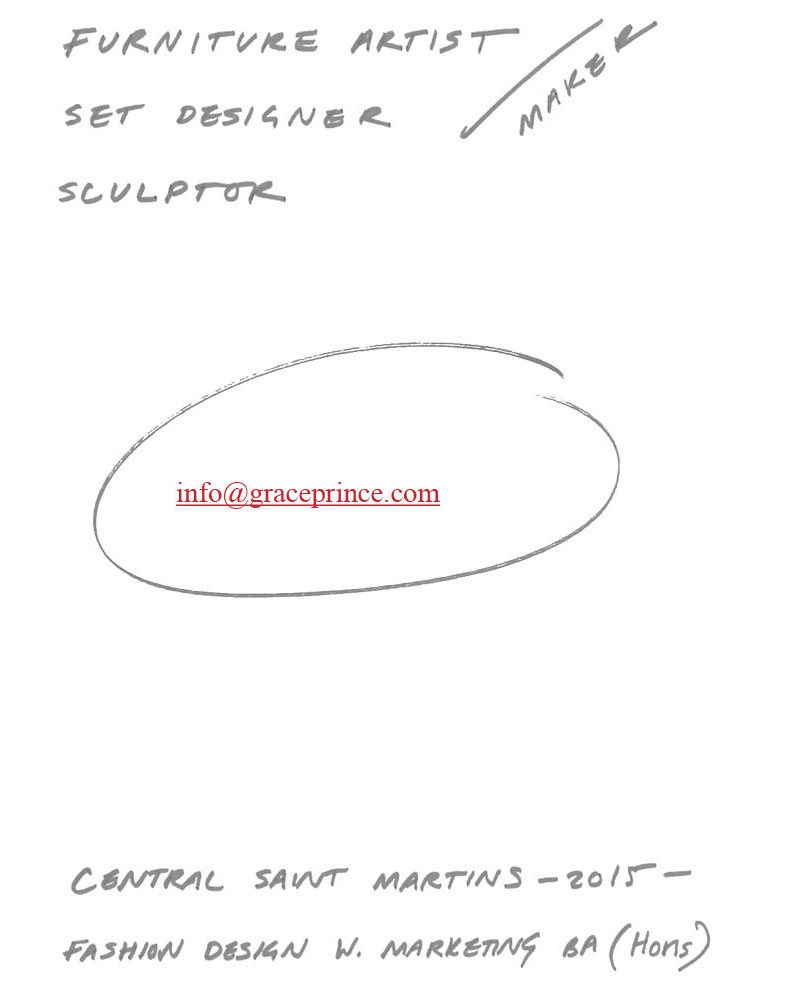 FURNITURE ARTIST / MAKER
SET DESIGNER
SCULPTOR
info@graceprince.com
CENTRAL SAINT MARTINS - 2015 -
FASHION DESIGN W. MARKETING BA (Hons)